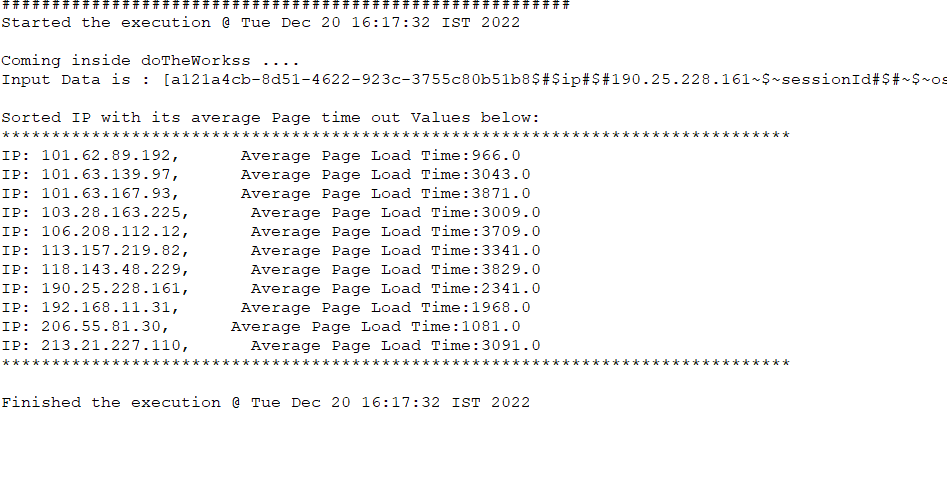 #########################################################
Started the execution @ Tue Dec 20 16:17:32 IST 2022
Coming inside doTheWorkss ....
Input Data is : [a121a4cb-8d51-4622-923c-3755c80b51b8$#$ip#$#190.25.228.161~$~sessionId#$#~$~os
Sorted IP with its average Page time out Values below:
*******************************************************************************
IP: 101.62.89.192,      Average Page Load Time:966.0
IP: 101.63.139.97,      Average Page Load Time:3043.0
IP: 101.63.167.93,      Average Page Load Time:3871.0
IP: 103.28.163.225,      Average Page Load Time:3009.0
IP: 106.208.112.12,      Average Page Load Time:3709.0
IP: 113.157.219.82,      Average Page Load Time:3341.0
IP: 118.143.48.229,      Average Page Load Time:3829.0
IP: 190.25.228.161,      Average Page Load Time:2341.0
IP: 192.168.11.31,      Average Page Load Time:1968.0
IP: 206.55.81.30,      Average Page Load Time:1081.0
IP: 213.21.227.110,      Average Page Load Time:3091.0
*******************************************************************************
Finished the execution @ Tue Dec 20 16:17:32 IST 2022